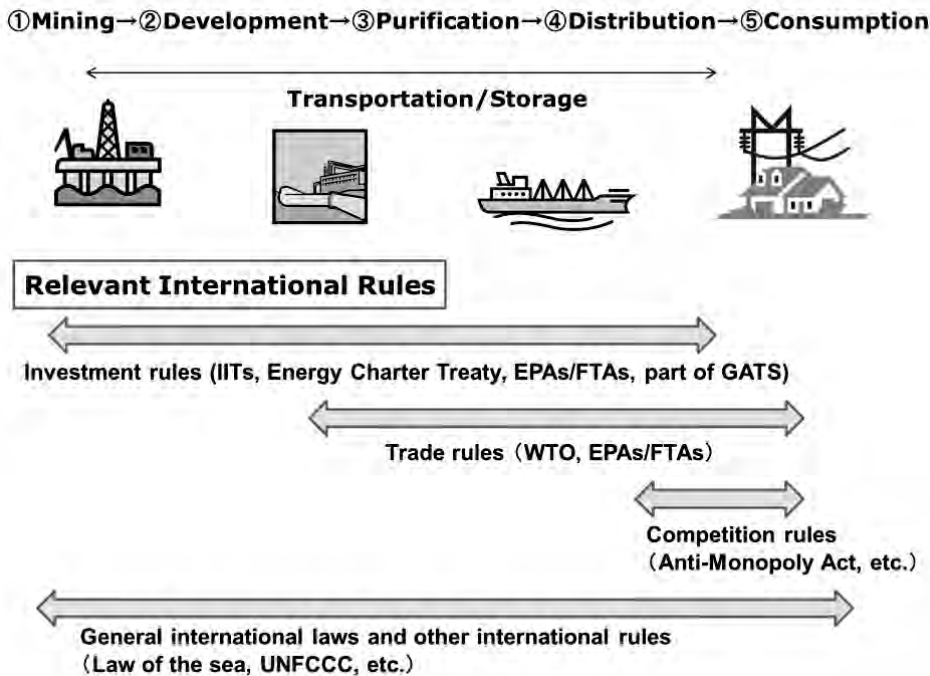 ①Mining→②Development→③Purification→④Distribution→⑤Consumption
Transportation/Storage
Relevant International Rules
Investment rules (IITs, Energy Charter Treaty, EPAs/FTAs, part of GATS)
Trade rules（WTO, EPAs/FTAs）
Competition rules
（Anti-Monopoly Act, etc.）
General international laws and other international rules
（Law of the sea, UNFCCC, etc.）